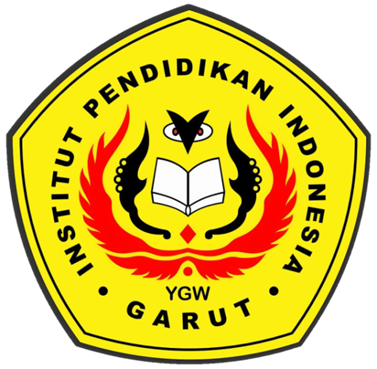 INSTITUT PENDIDIKAN INDONESIA
YGW
• GARUT •